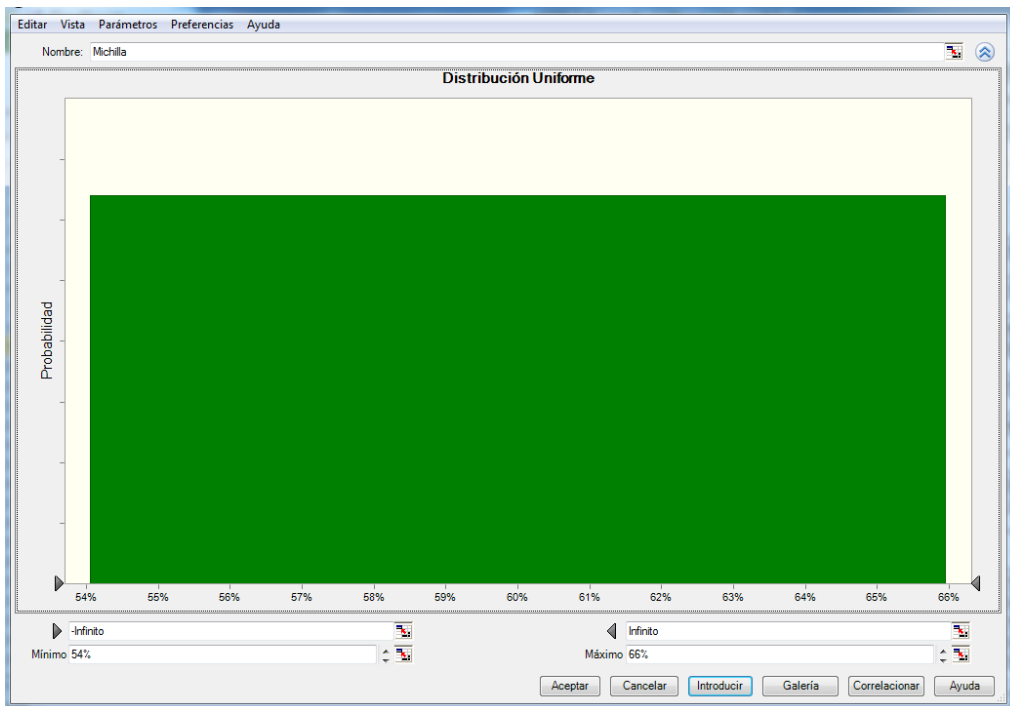 Editar Vista Parámetros Preferencias Ayuda
Nombre: Michilla
Distribución Uniforme
Probabilidad
54% 55% 56% 57% 58% 59% 60% 61% 62% 63% 64% 65% 66%
-Infinito Infinito
Mínimo 54% Máximo 66%
Aceptar Cancelar Introducir Galería Correlacionar Ayuda